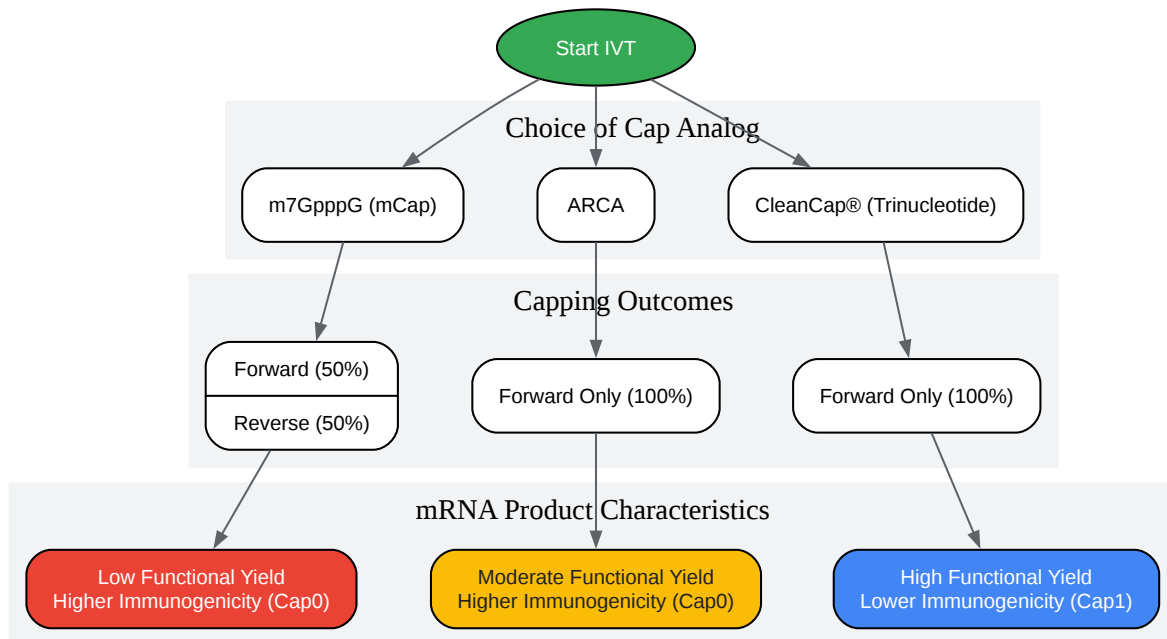 Start IVT
Choice of Cap Analog
m7GpppG (mCap)
ARCA
CleanCap® (Trinucleotide)
Capping Outcomes
Forward (50%)
Reverse (50%)
Forward Only (100%)
Forward Only (100%)
mRNA Product Characteristics
Low Functional Yield
Higher Immunogenicity (Cap0)
Moderate Functional Yield
Higher Immunogenicity (Cap0)
High Functional Yield
Lower Immunogenicity (Cap1)